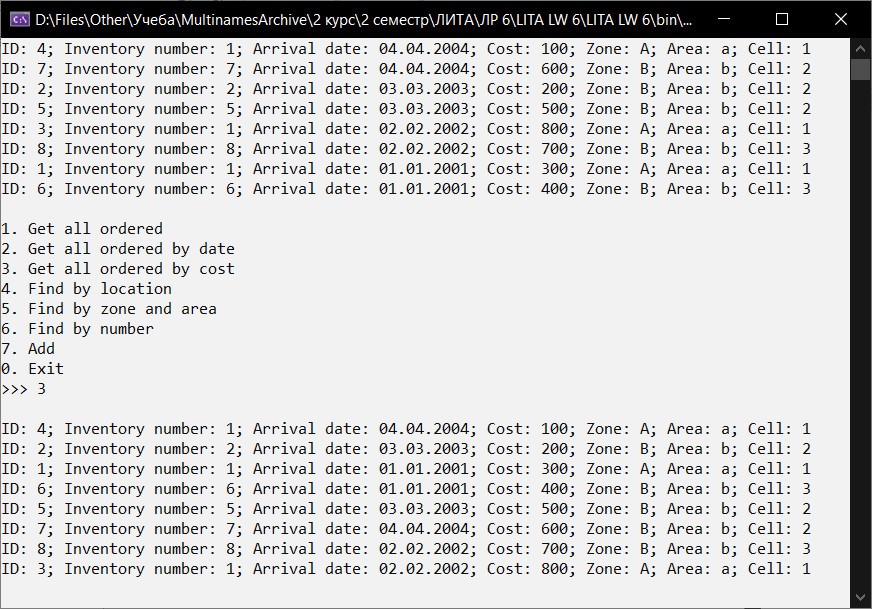 D:\Files\Other\Учеба\MultinamesArchive\2 курс\2 семестр\ЛИТА\ЛР 6\LITA LW 6\LITA LW 6\bin\...
ID: 4; Inventory number: 1; Arrival date: 04.04.2004; Cost: 100; Zone: A; Area: a; Cell: 1
ID: 7; Inventory number: 7; Arrival date: 04.04.2004; Cost: 600; Zone: B; Area: b; Cell: 2
ID: 2; Inventory number: 2; Arrival date: 03.03.2003; Cost: 200; Zone: B; Area: b; Cell: 2
ID: 5; Inventory number: 5; Arrival date: 03.03.2003; Cost: 500; Zone: B; Area: b; Cell: 2
ID: 3; Inventory number: 1; Arrival date: 02.02.2002; Cost: 800; Zone: A; Area: a; Cell: 1
ID: 8; Inventory number: 8; Arrival date: 02.02.2002; Cost: 700; Zone: B; Area: b; Cell: 3
ID: 1; Inventory number: 1; Arrival date: 01.01.2001; Cost: 300; Zone: A; Area: a; Cell: 1
ID: 6; Inventory number: 6; Arrival date: 01.01.2001; Cost: 400; Zone: B; Area: b; Cell: 3
1. Get all ordered
2. Get all ordered by date
3. Get all ordered by cost
4. Find by location
5. Find by zone and area
6. Find by number
7. Add
0. Exit
>>> 3
ID: 4; Inventory number: 1; Arrival date: 04.04.2004; Cost: 100; Zone: A; Area: a; Cell: 1
ID: 2; Inventory number: 2; Arrival date: 03.03.2003; Cost: 200; Zone: B; Area: b; Cell: 2
ID: 1; Inventory number: 1; Arrival date: 01.01.2001; Cost: 300; Zone: A; Area: a; Cell: 1
ID: 6; Inventory number: 6; Arrival date: 01.01.2001; Cost: 400; Zone: B; Area: b; Cell: 3
ID: 5; Inventory number: 5; Arrival date: 03.03.2003; Cost: 500; Zone: B; Area: b; Cell: 2
ID: 7; Inventory number: 7; Arrival date: 04.04.2004; Cost: 600; Zone: B; Area: b; Cell: 2
ID: 8; Inventory number: 8; Arrival date: 02.02.2002; Cost: 700; Zone: B; Area: b; Cell: 3
ID: 3; Inventory number: 1; Arrival date: 02.02.2002; Cost: 800; Zone: A; Area: a; Cell: 1